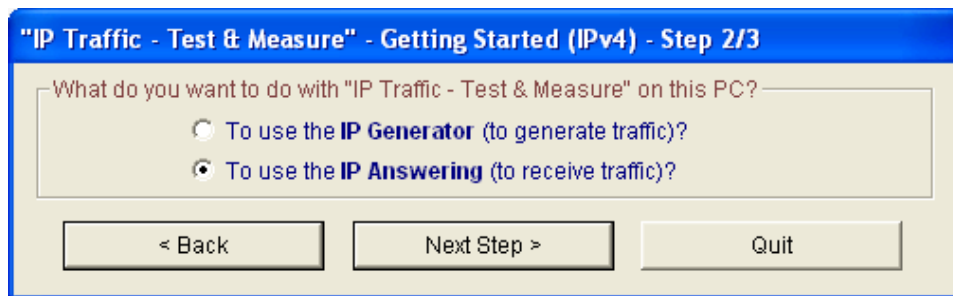 "IP Traffic - Test & Measure" - Getting Started (IPv4) - Step 2/3
What do you want to do with "IP Traffic - Test & Measure" on this PC?
To use the IP Generator (to generate traffic)?
To use the IP Answering (to receive traffic)?
< Back
Next Step >
Quit